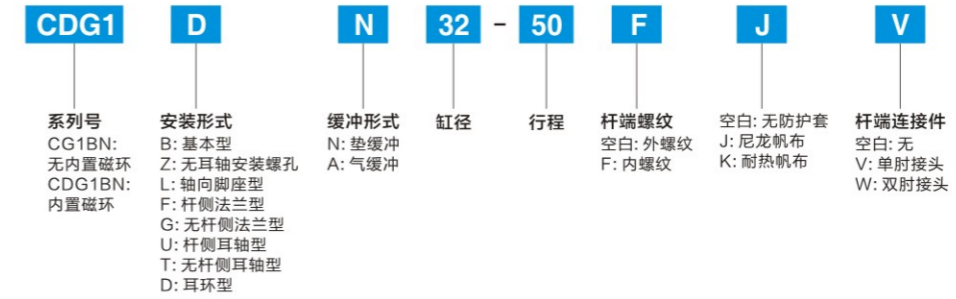 CDG1 D N 32 - 50 F J V
系列号
CG1BN:
无内置磁环
CDG1BN:
内置磁环
安装形式
B: 基本型
Z: 无耳轴安装螺孔
L: 轴向脚座型
F: 杆侧法兰型
G: 无杆侧法兰型
U: 杆侧耳轴型
T: 无杆侧耳轴型
D: 耳环型
缓冲形式
N: 垫缓冲
A: 气缓冲
缸径
行程
杆端螺纹
空白: 外螺纹
F: 内螺纹
空白: 无防护套
J: 尼龙帆布
K: 耐热帆布
杆端连接件
空白: 无
V: 单肘接头
W: 双肘接头